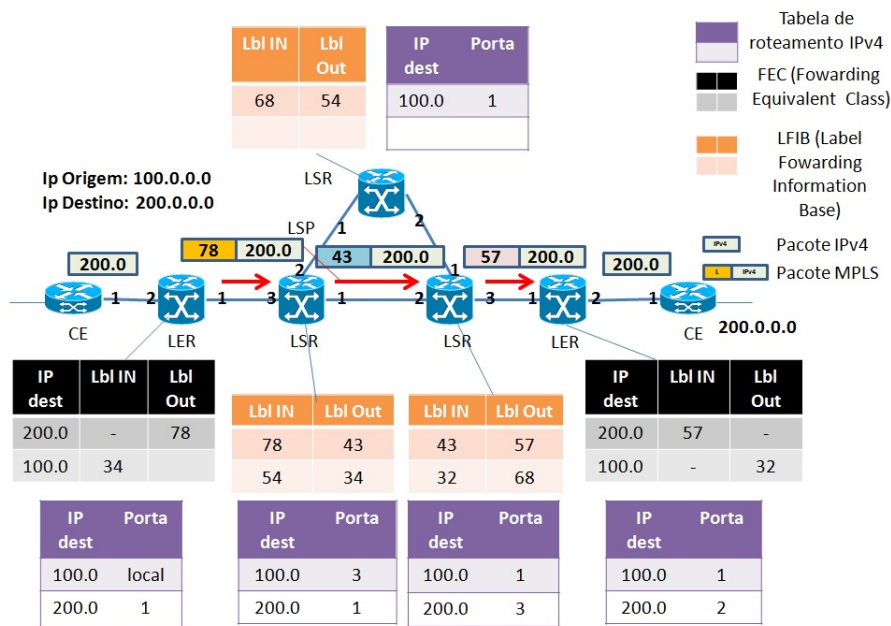 Lbl IN Lbl Out
68 54
IP dest Porta
100.0 1
Tabela de roteamento IPv4
FEC (Fowarding Equivalent Class)
LFIB (Label Fowarding Information Base)
IPv4 Pacote IPv4
L IPv4 Pacote MPLS
Ip Origem: 100.0.0.0
Ip Destino: 200.0.0.0
LSR
1 2
LSP
200.0
78 200.0
43 200.0
57 200.0
200.0
2 1
1 2 1 3 1 2 3 1 2 1
CE LER LSR LSR LER CE 200.0.0.0
IP dest Lbl IN Lbl Out
200.0 - 78
100.0 34
Lbl IN Lbl Out
78 43
54 34
Lbl IN Lbl Out
43 57
32 68
IP dest Lbl IN Lbl Out
200.0 57 -
100.0 - 32
IP dest Porta
100.0 local
200.0 1
IP dest Porta
100.0 3
200.0 1
IP dest Porta
100.0 1
200.0 3
IP dest Porta
100.0 1
200.0 2